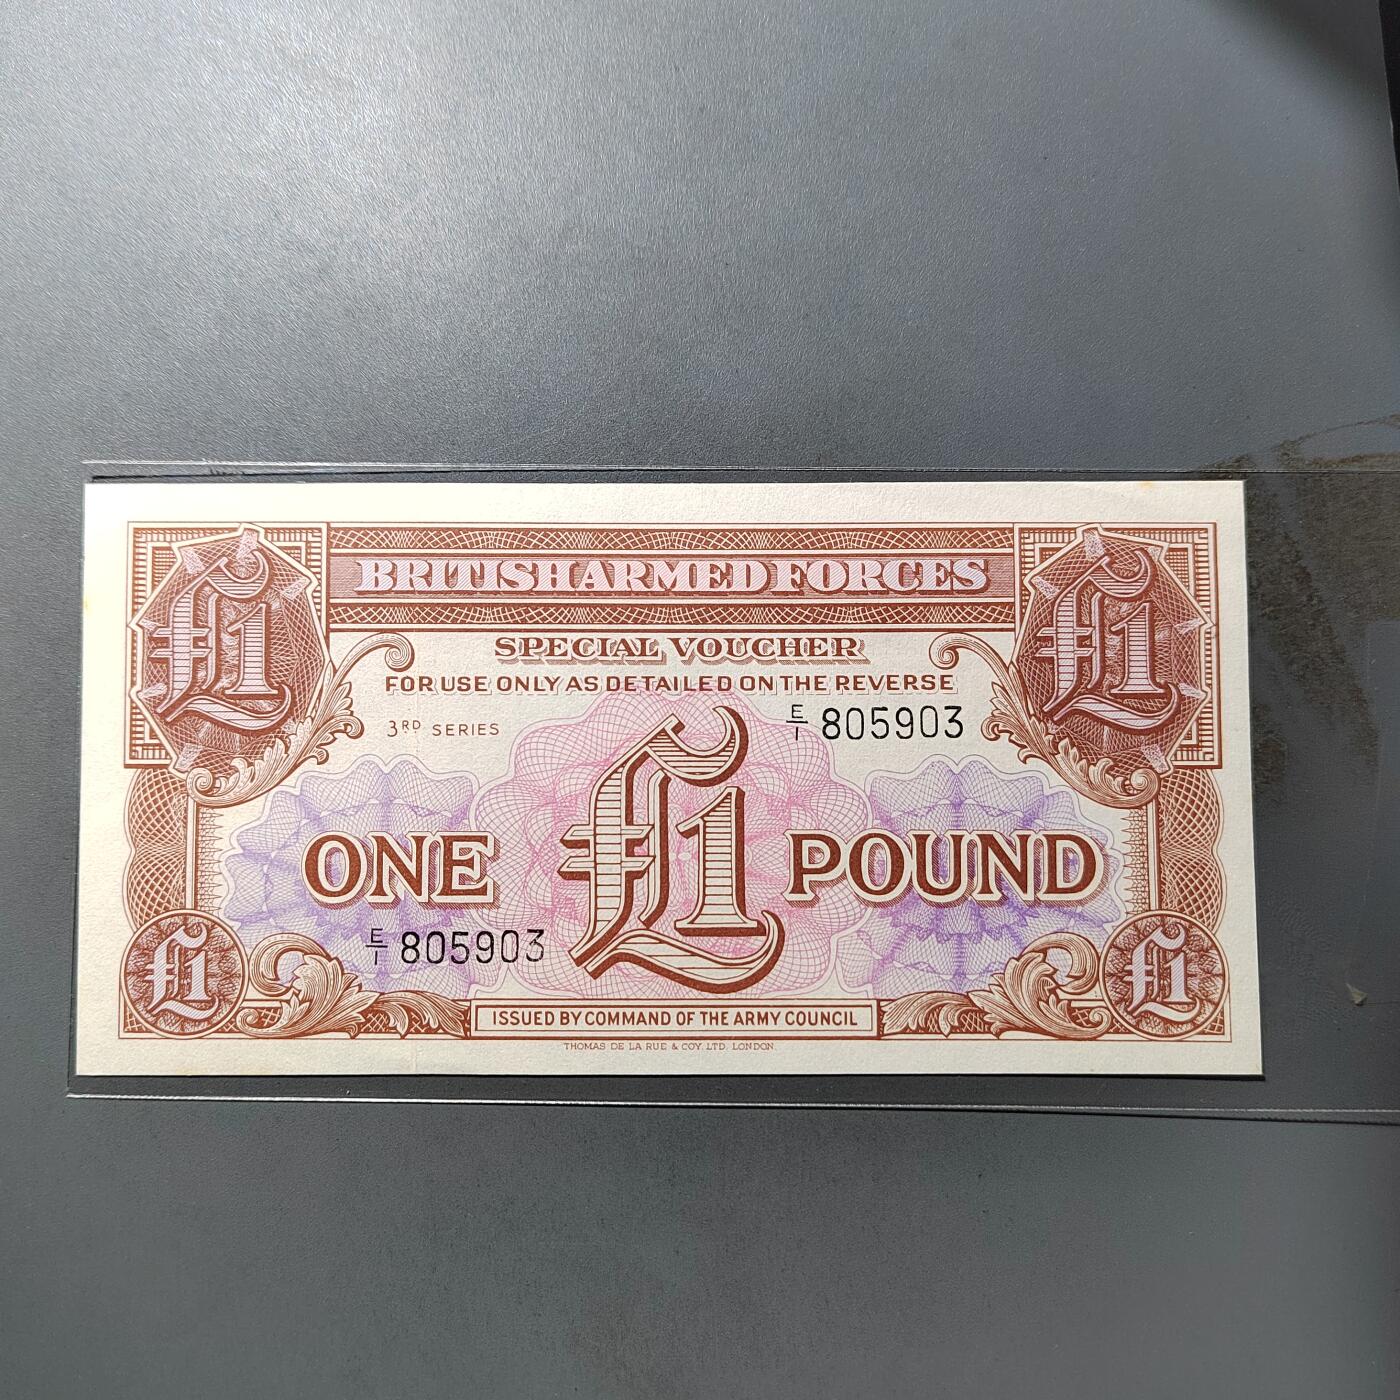 £1
£1
BRITISH ARMED FORCES
SPECIAL VOUCHER
FOR USE ONLY AS DETAILED ON THE REVERSE
3RD SERIES
E/1 805903
ONE £1 POUND
E/1 805903
£1
£1
ISSUED BY COMMAND OF THE ARMY COUNCIL
THOMAS DE LA RUE & COY. LTD. LONDON.